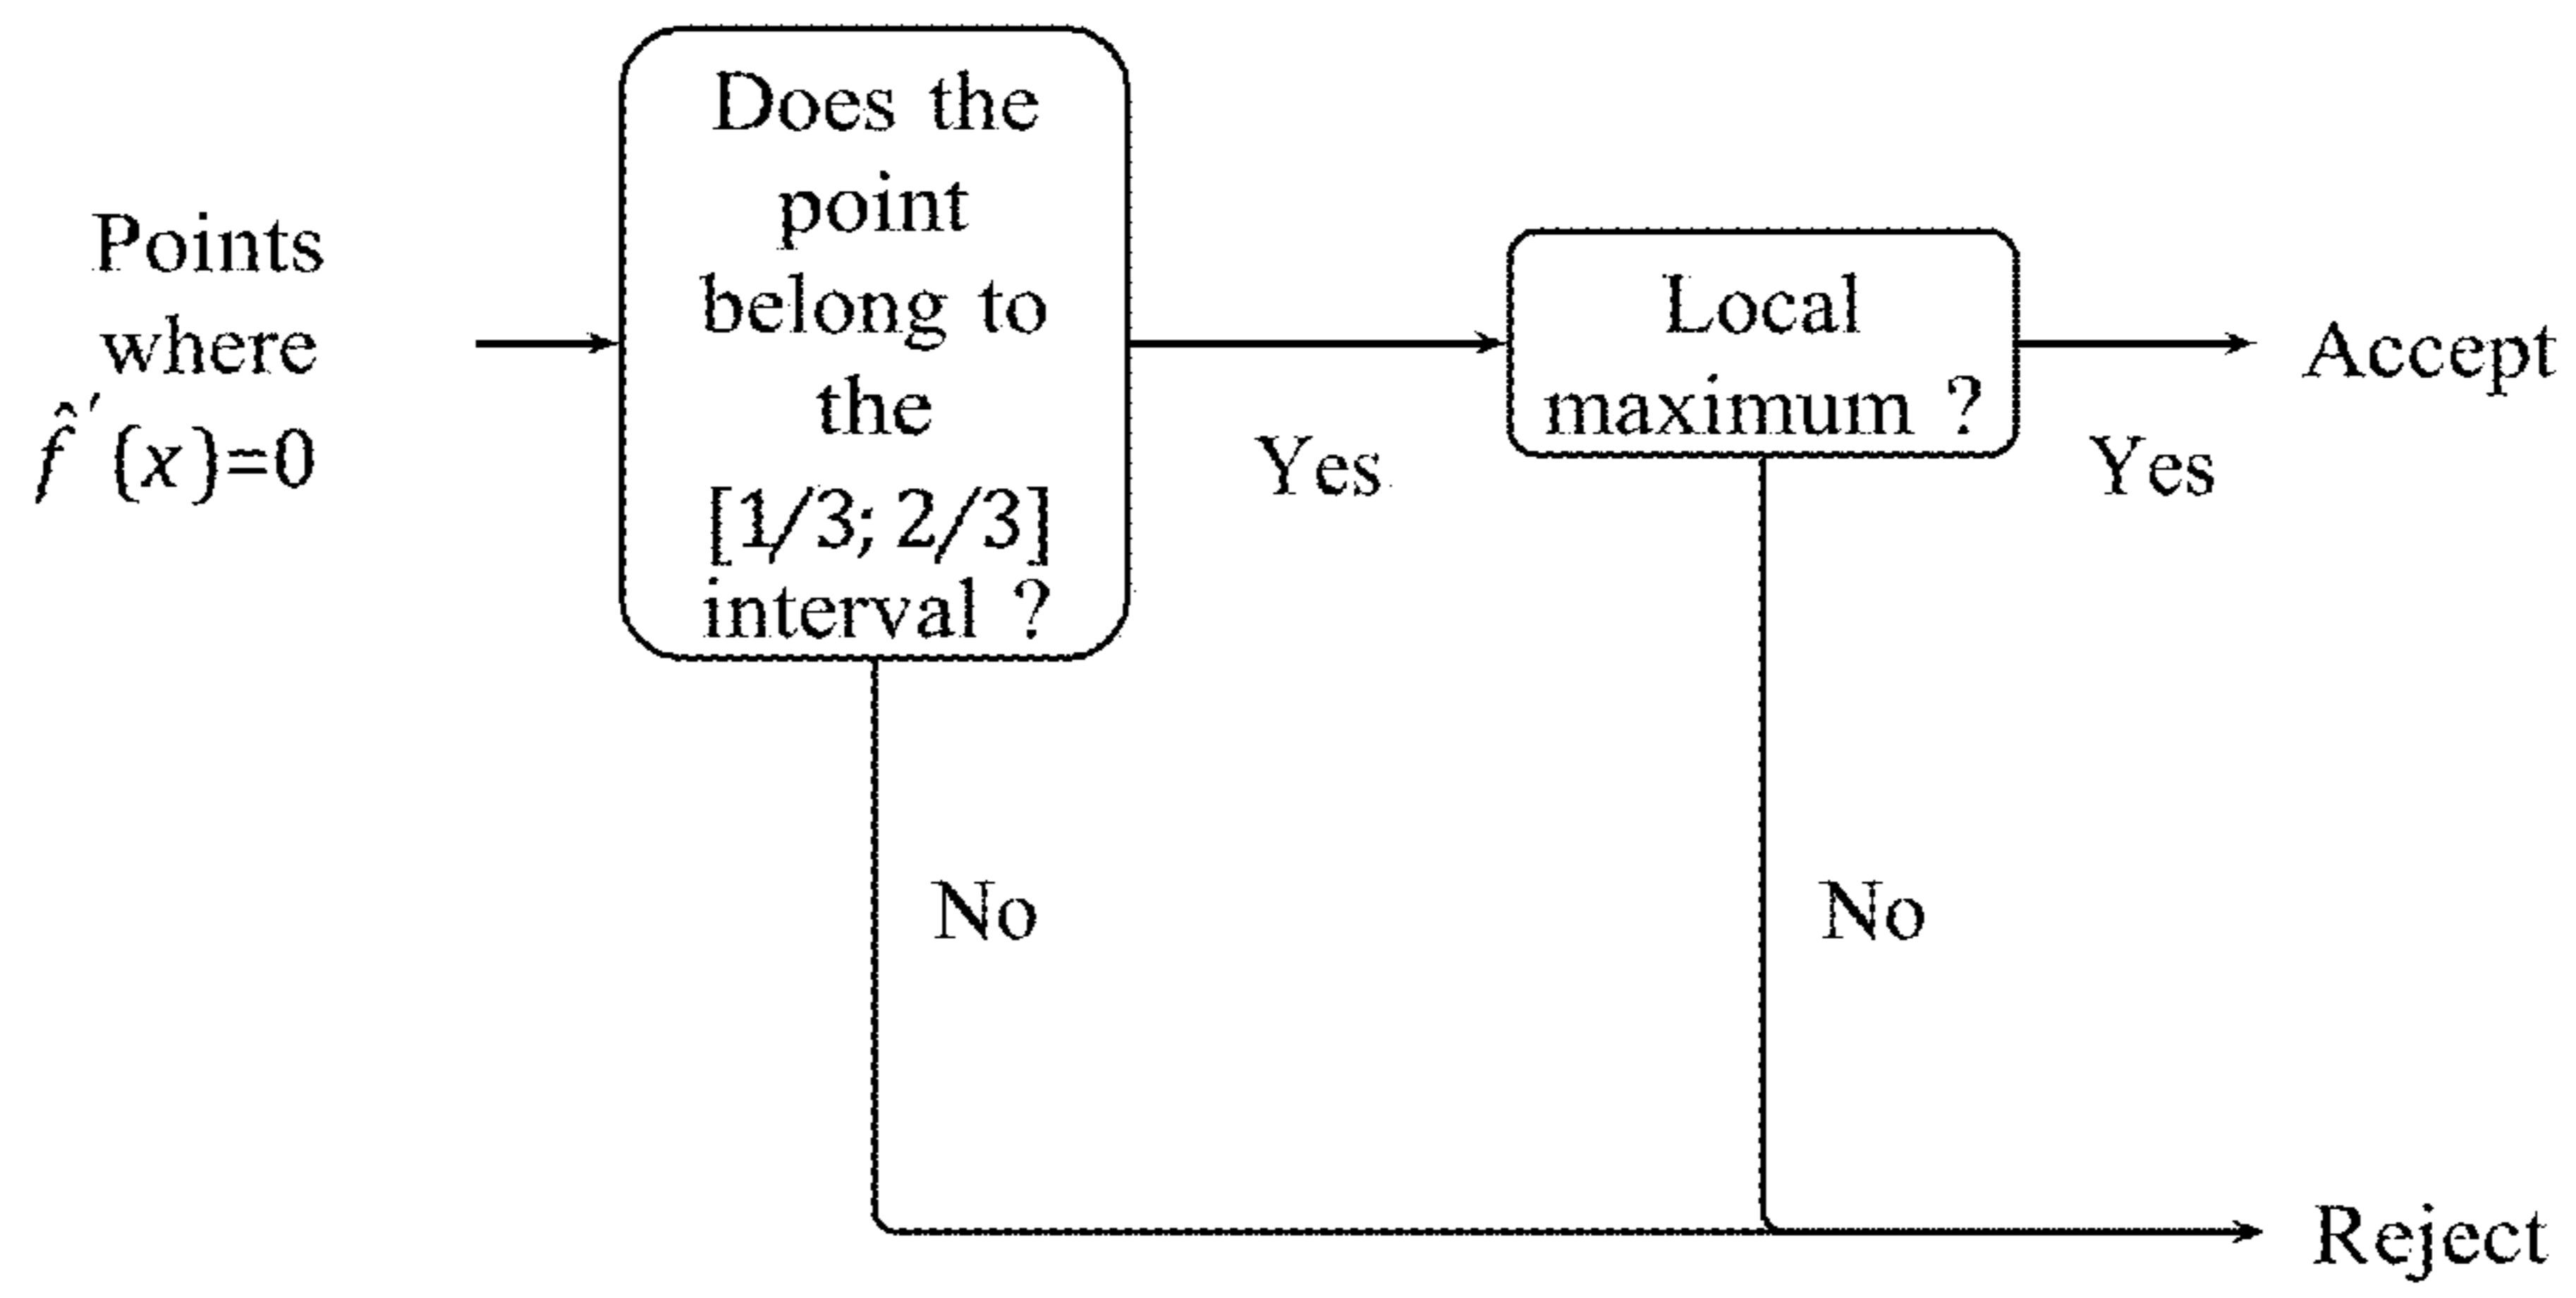 Points
where
f̂′(x)=0
Does the
point
belong to
the
[1/3; 2/3]
interval ?
Yes
Local
maximum ?
Yes
Accept
No
No
Reject